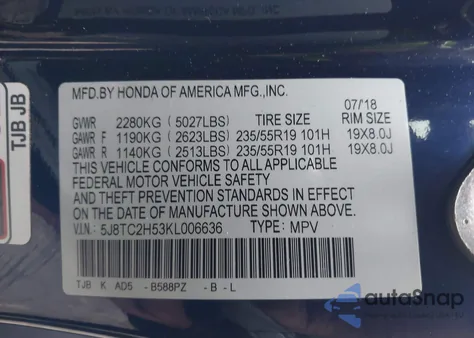 MFD.BY HONDA OF AMERICA MFG.,INC.
07/18
GVWR 2280KG ( 5027LBS) TIRE SIZE RIM SIZE
GAWR F 1190KG (2623LBS) 235/55R19 101H 19X8.0J
GAWR R 1140KG (2513LBS) 235/55R19 101H 19X8.0J
THIS VEHICLE CONFORMS TO ALL APPLICABLE
FEDERAL MOTOR VEHICLE SAFETY
AND THEFT PREVENTION STANDARDS IN EFFECT
ON THE DATE OF MANUFACTURE SHOWN ABOVE.
V.I.N.: 5J8TC2H53KL006636 TYPE: MPV
TJB K AD5 - B588PZ - B - L
TJB JB
autoSnap